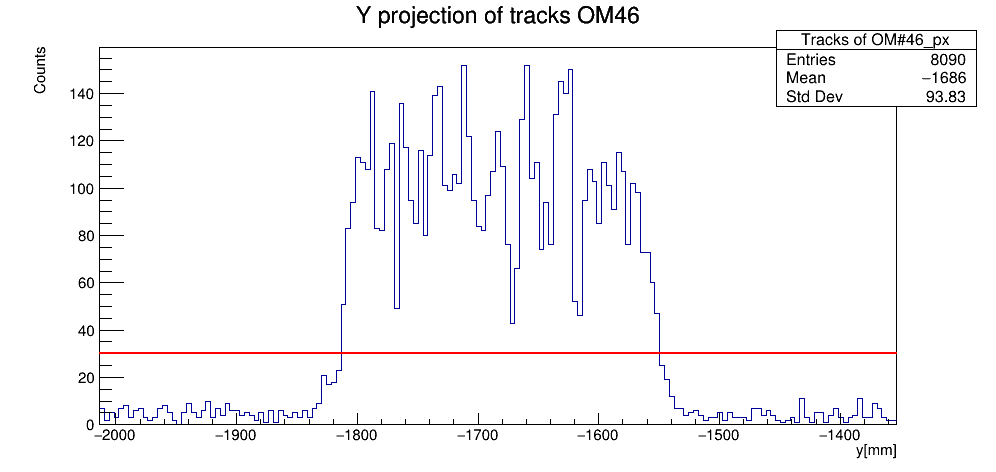 Y projection of tracks OM46
Tracks of OM#46_px
Entries 8090
Mean −1686
Std Dev 93.83
Counts
140
120
100
80
60
40
20
0
−2000 −1900 −1800 −1700 −1600 −1500 −1400
y[mm]